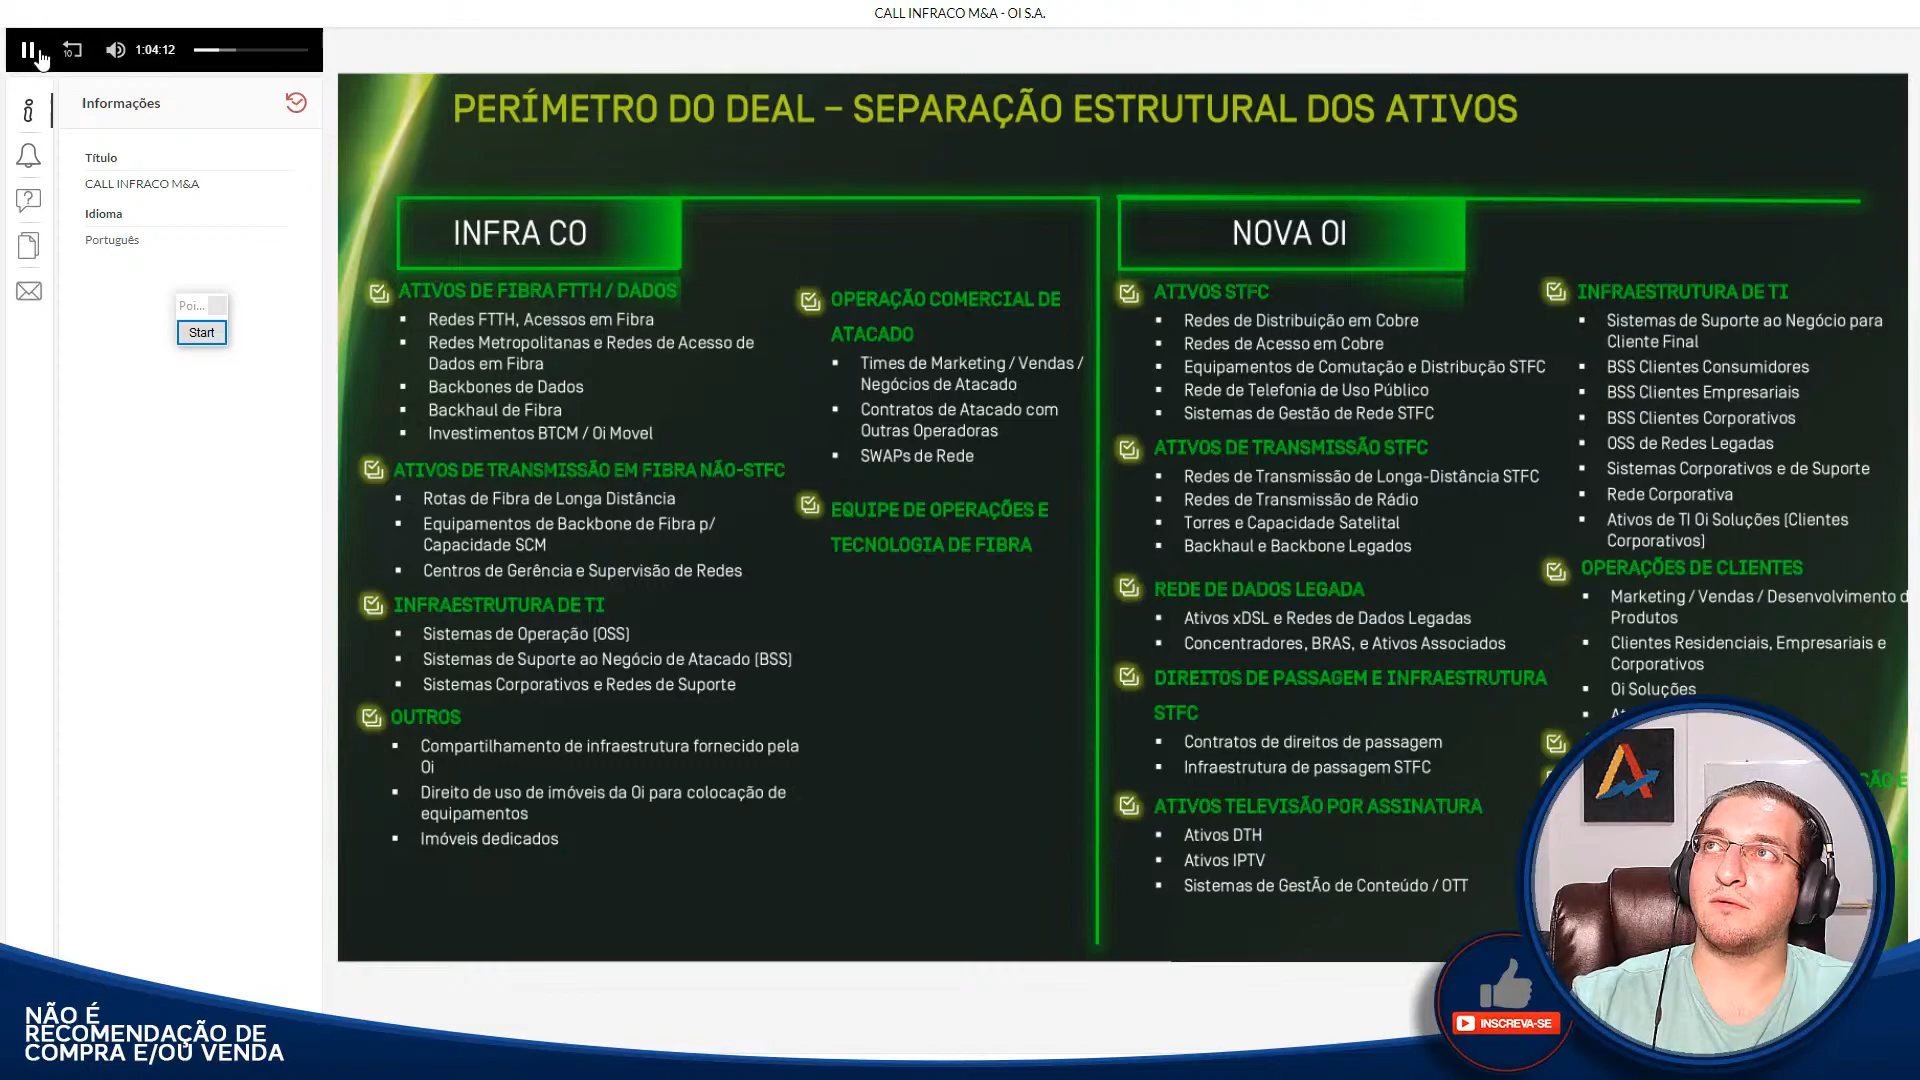 CALL INFRACO M&A - OI S.A.
10
1:04:12
Informações
Título
CALL INFRACO M&A
Idioma
Português
Poi...
Start
PERÍMETRO DO DEAL – SEPARAÇÃO ESTRUTURAL DOS ATIVOS
INFRA CO
ATIVOS DE FIBRA FTTH / DADOS
Redes FTTH, Acessos em Fibra
Redes Metropolitanas e Redes de Acesso de
Dados em Fibra
Backbones de Dados
Backhaul de Fibra
Investimentos BTCM / Oi Movel
ATIVOS DE TRANSMISSÃO EM FIBRA NÃO-STFC
Rotas de Fibra de Longa Distância
Equipamentos de Backbone de Fibra p/
Capacidade SCM
Centros de Gerência e Supervisão de Redes
INFRAESTRUTURA DE TI
Sistemas de Operação (OSS)
Sistemas de Suporte ao Negócio de Atacado (BSS)
Sistemas Corporativos e Redes de Suporte
OUTROS
Compartilhamento de infraestrutura fornecido pela
Oi
Direito de uso de imóveis da Oi para colocação de
equipamentos
Imóveis dedicados
OPERAÇÃO COMERCIAL DE
ATACADO
Times de Marketing / Vendas /
Negócios de Atacado
Contratos de Atacado com
Outras Operadoras
SWAPs de Rede
EQUIPE DE OPERAÇÕES E
TECNOLOGIA DE FIBRA
NOVA OI
ATIVOS STFC
Redes de Distribuição em Cobre
Redes de Acesso em Cobre
Equipamentos de Comutação e Distribução STFC
Rede de Telefonia de Uso Público
Sistemas de Gestão de Rede STFC
ATIVOS DE TRANSMISSÃO STFC
Redes de Transmissão de Longa-Distância STFC
Redes de Transmissão de Rádio
Torres e Capacidade Satelital
Backhaul e Backbone Legados
REDE DE DADOS LEGADA
Ativos xDSL e Redes de Dados Legadas
Concentradores, BRAS, e Ativos Associados
DIREITOS DE PASSAGEM E INFRAESTRUTURA
STFC
Contratos de direitos de passagem
Infraestrutura de passagem STFC
ATIVOS TELEVISÃO POR ASSINATURA
Ativos DTH
Ativos IPTV
Sistemas de GestÃo de Conteúdo / OTT
INFRAESTRUTURA DE TI
Sistemas de Suporte ao Negócio para
Cliente Final
BSS Clientes Consumidores
BSS Clientes Empresariais
BSS Clientes Corporativos
OSS de Redes Legadas
Sistemas Corporativos e de Suporte
Rede Corporativa
Ativos de TI Oi Soluções (Clientes
Corporativos)
OPERAÇÕES DE CLIENTES
Marketing / Vendas / Desenvolvimento d
Produtos
Clientes Residenciais, Empresariais e
Corporativos
Oi Soluções
NÃO É
RECOMENDAÇÃO DE
COMPRA E/OU VENDA
INSCREVA-SE